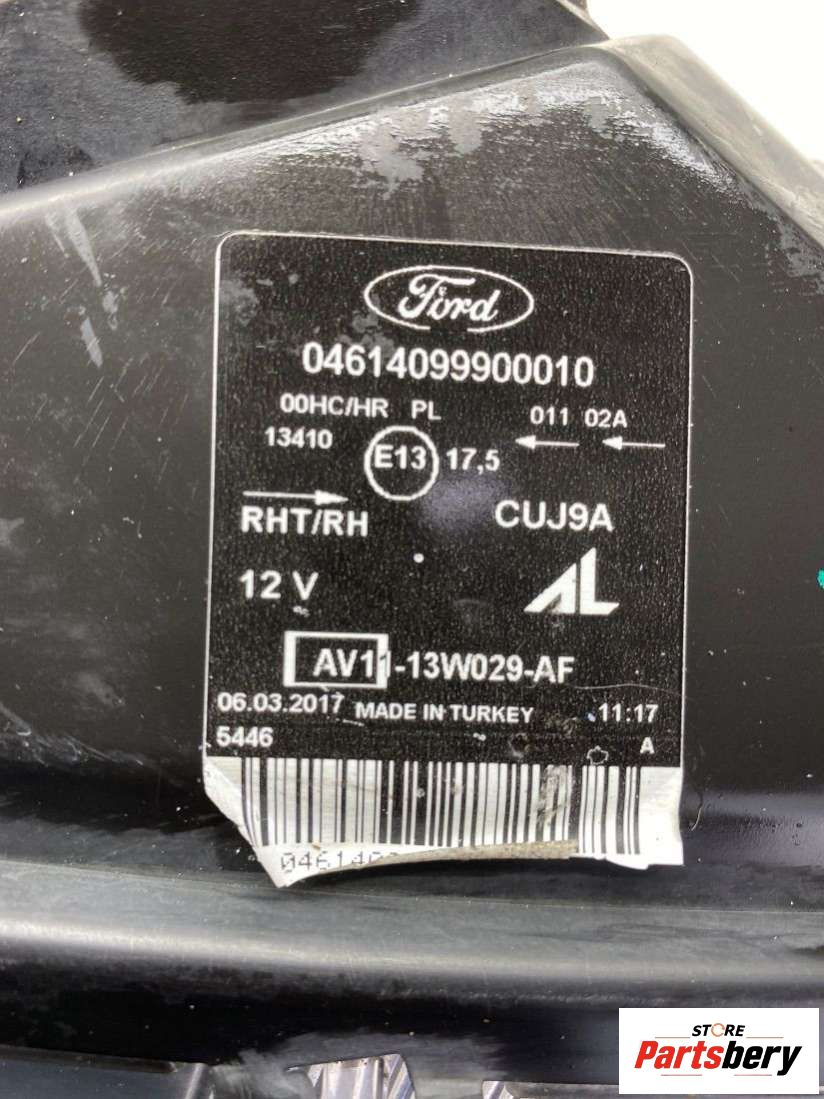 Ford
04614099900010
00HC/HR PL 011 02A
13410 E13 17,5
RHT/RH CUJ9A
12 V AL
AV11-13W029-AF
06.03.2017 MADE IN TURKEY 11:17
5446 A
STORE
Partsbery